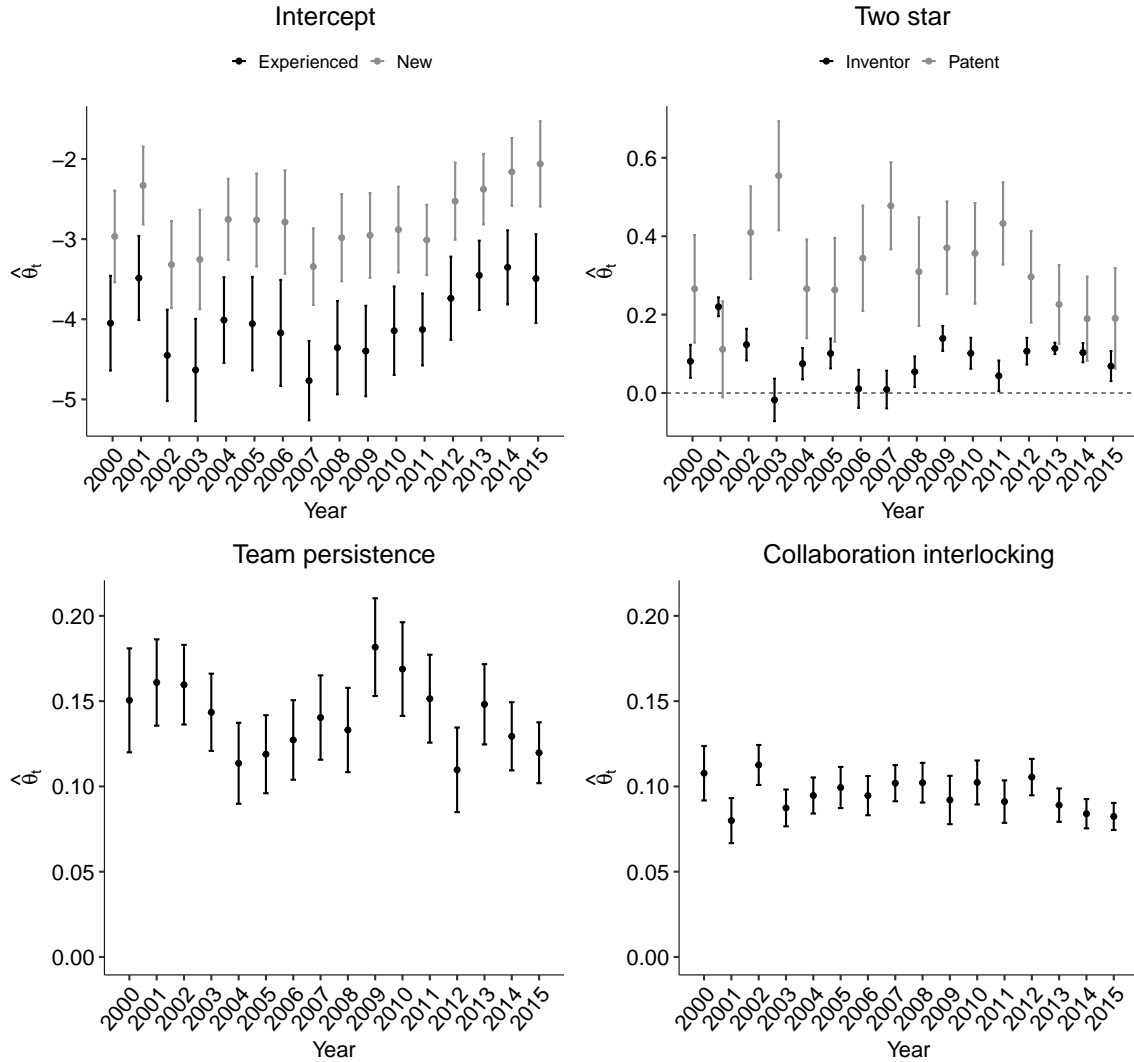 Intercept
Experienced New
−2
−3
−4
−5
θ̂t
2000 2001 2002 2003 2004 2005 2006 2007 2008 2009 2010 2011 2012 2013 2014 2015
Year
Two star
Inventor Patent
0.6
0.4
0.2
0.0
θ̂t
2000 2001 2002 2003 2004 2005 2006 2007 2008 2009 2010 2011 2012 2013 2014 2015
Year
Team persistence
0.20
0.15
0.10
0.05
0.00
θ̂t
2000 2001 2002 2003 2004 2005 2006 2007 2008 2009 2010 2011 2012 2013 2014 2015
Year
Collaboration interlocking
0.20
0.15
0.10
0.05
0.00
θ̂t
2000 2001 2002 2003 2004 2005 2006 2007 2008 2009 2010 2011 2012 2013 2014 2015
Year